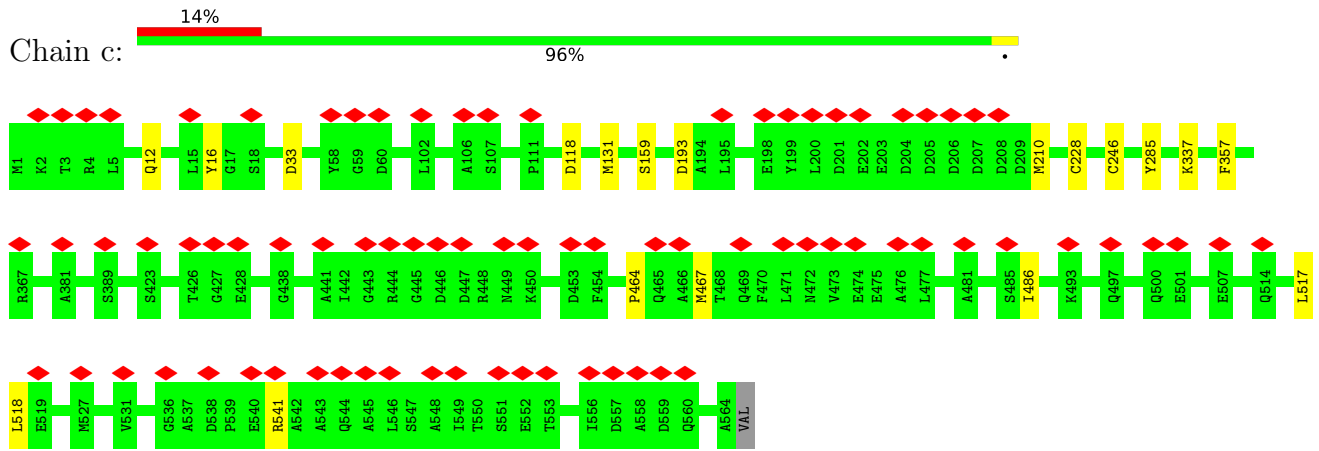 14%
Chain c:
96%
•
M1 K2 T3 R4 L5 Q12 L15 Y16 G17 S18 D33 Y58 G59 D60 L102 A106 S107 P111 D118 M131 S159 D193 A194 L195 E198 Y199 L200 D201 E202 E203 D204 D205 D206 D207 D208 D209 M210 C228 C246 Y285 K337 F357
R367 A381 S389 S423 T426 G427 E428 G438 A441 I442 G443 R444 G445 D446 D447 R448 N449 K450 D453 F454 P464 Q465 A466 M467 T468 Q469 F470 L471 N472 V473 E474 E475 A476 L477 A481 S485 I486 K493 Q497 Q500 E501 E507 Q514 L517
L518 E519 M527 V531 G536 A537 D538 P539 E540 R541 A542 A543 Q544 A545 L546 S547 A548 I549 T550 S551 E552 T553 I556 D557 A558 D559 Q560 A564 VAL